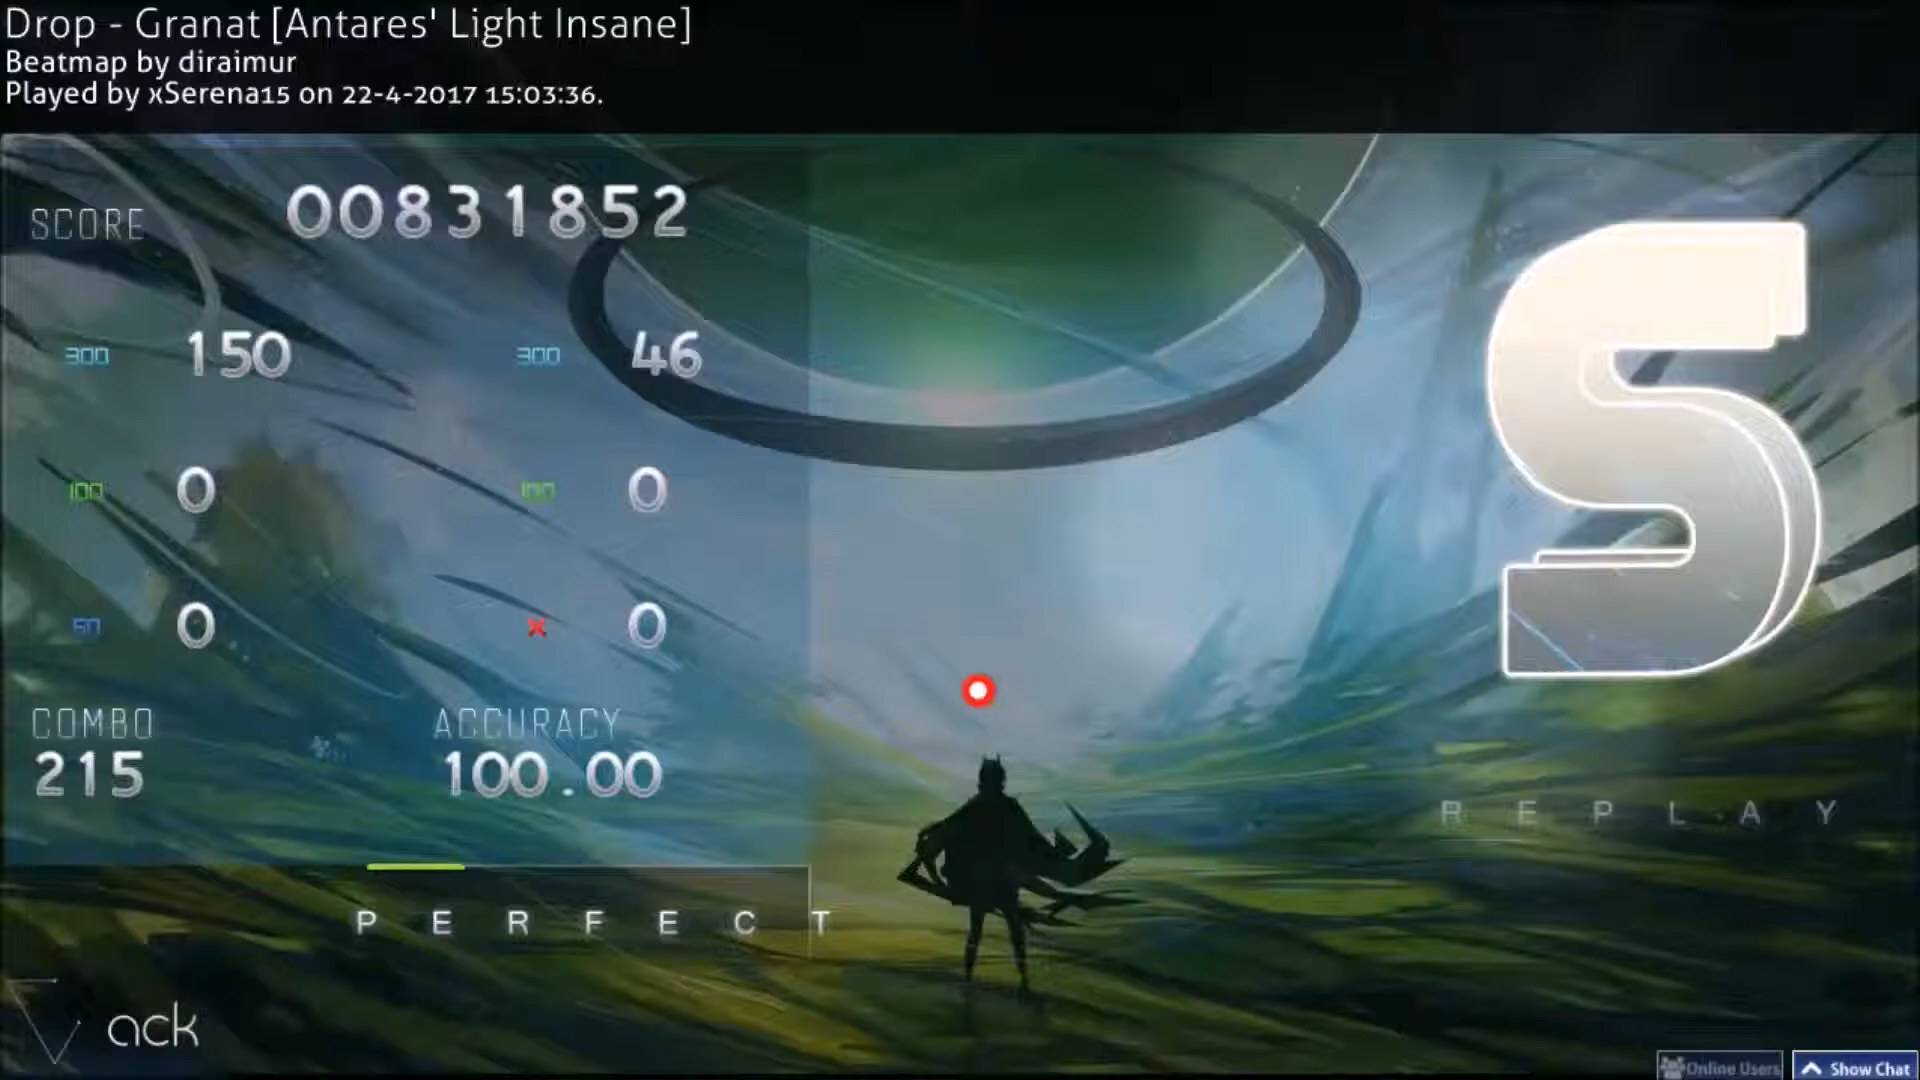 Drop - Granat [Antares' Light Insane]
Beatmap by diraimur
Played by xSerena15 on 22-4-2017 15:03:36.
SCORE 00831852
300 150 300 46
100 0 100 0
50 0 X 0
COMBO ACCURACY
215 100.00
REPLAY
PERFECT
ack
Online Users Show Chat